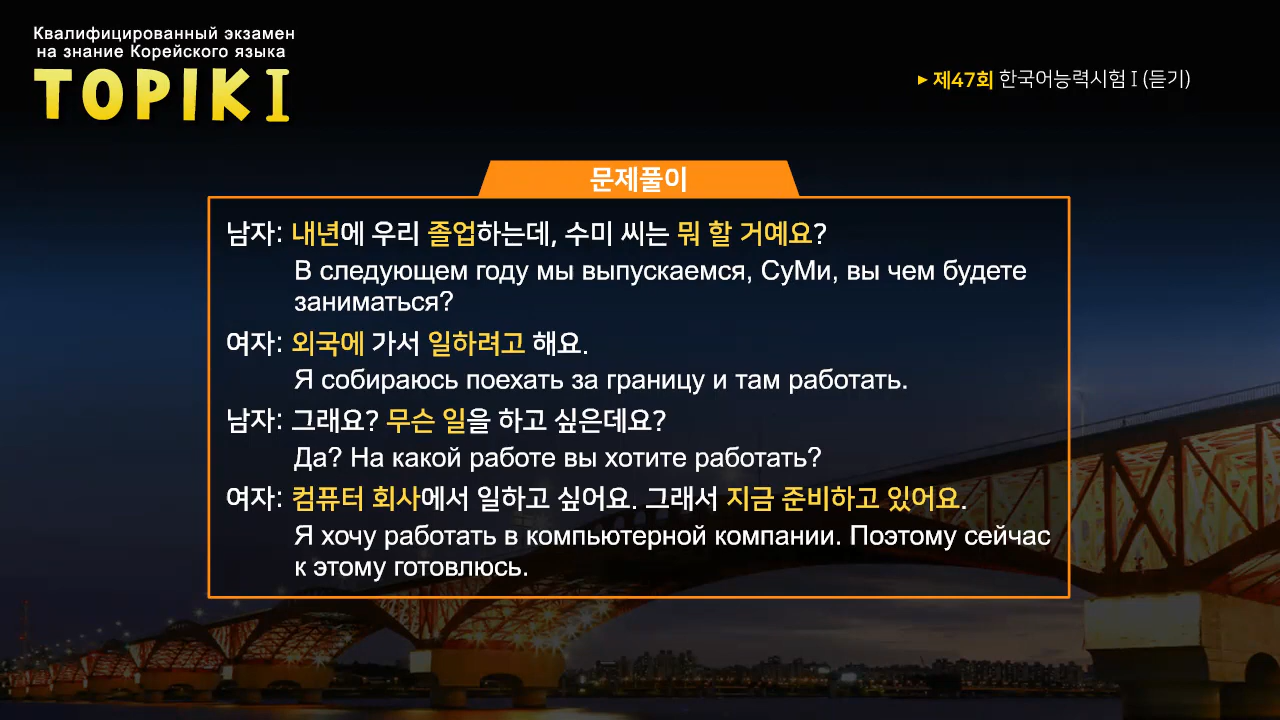 Квалифицированный экзамен
на знание Корейского языка
TOPIK I
▶ 제47회 한국어능력시험 I (듣기)
문제풀이
남자: 내년에 우리 졸업하는데, 수미 씨는 뭐 할 거예요?
В следующем году мы выпускаемся, СуМи, вы чем будете
заниматься?
여자: 외국에 가서 일하려고 해요.
Я собираюсь поехать за границу и там работать.
남자: 그래요? 무슨 일을 하고 싶은데요?
Да? На какой работе вы хотите работать?
여자: 컴퓨터 회사에서 일하고 싶어요. 그래서 지금 준비하고 있어요.
Я хочу работать в компьютерной компании. Поэтому сейчас
к этому готовлюсь.